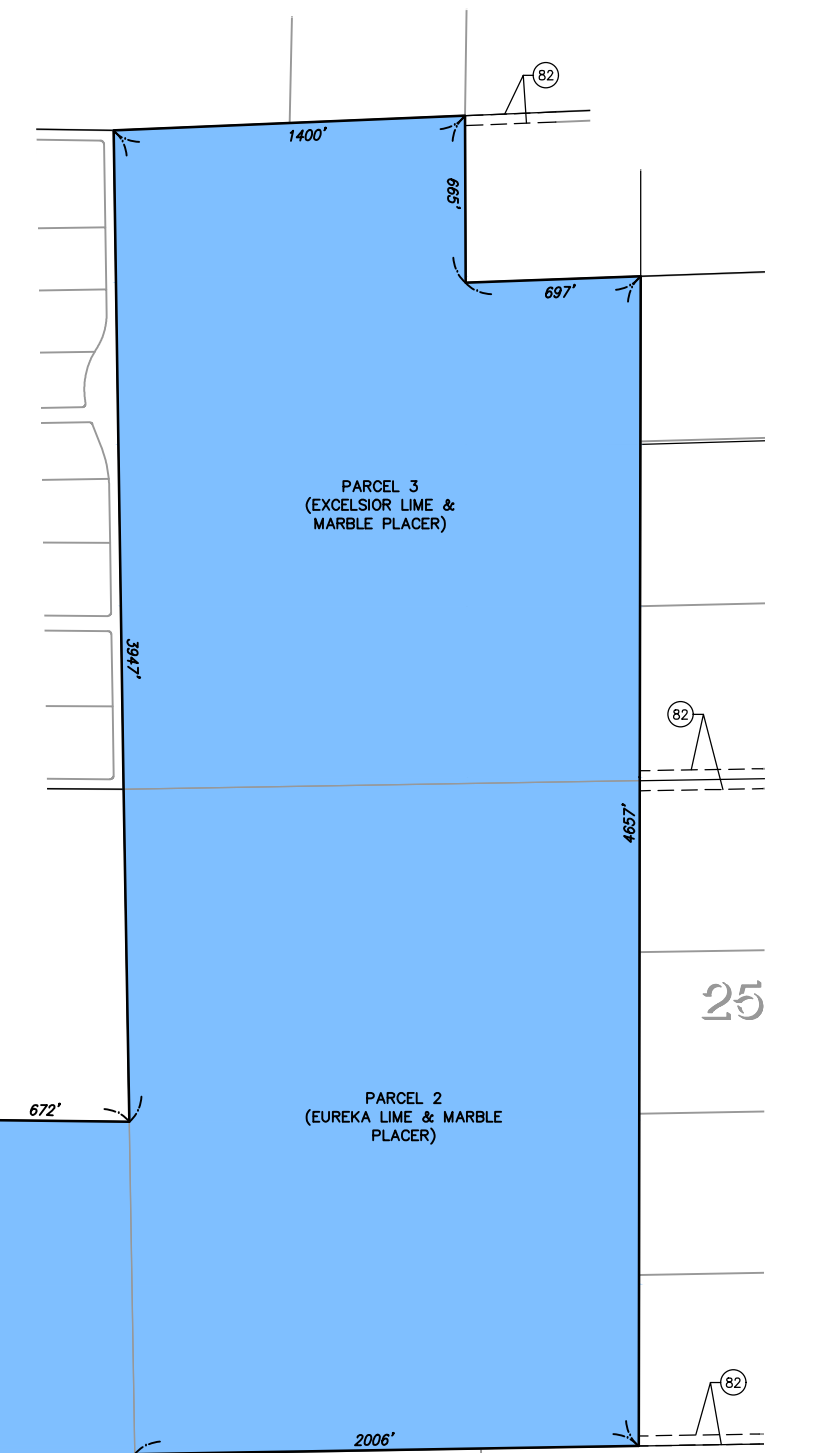 82
1400'
665'
697'
PARCEL 3
(EXCELSIOR LIME &
MARBLE PLACER)
3947'
82
4657'
25
672'
PARCEL 2
(EUREKA LIME & MARBLE
PLACER)
82
2006'